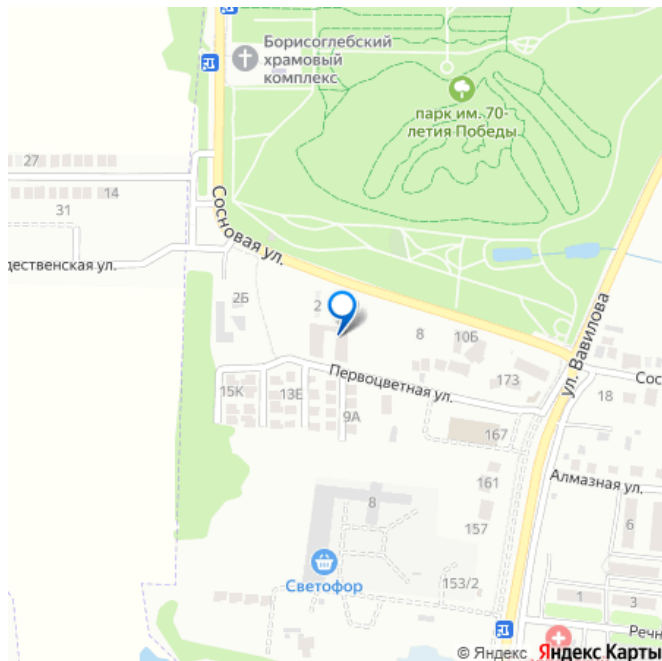 Борисоглебский
храмовый
комплекс
парк им. 70-
летия Победы
27
14
31
Сосновая ул.
дественская ул.
2Б
2
8
10Б
ул. Вавилова
Первоцветная ул.
173
Сос
15К
13Е
9А
18
167
161
Алмазная ул.
8
157
6
Светофор
153/2
1
3
Речн
© Яндекс Яндекс Карты